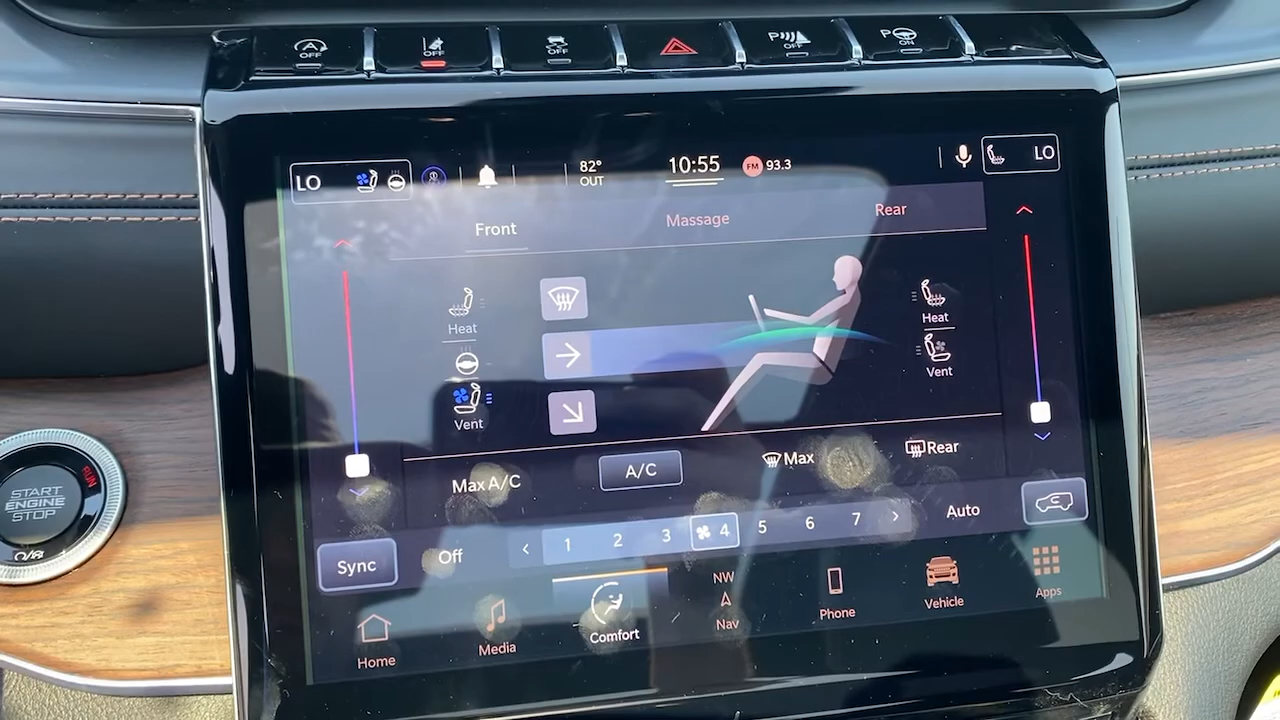 OFF
OFF
OFF
P OFF
P ON
LO
82° OUT
10:55
FM 93.3
LO
Front
Massage
Rear
Heat
Vent
Heat
Vent
Max A/C
A/C
Max
Rear
Sync
Off
< 1 2 3 4 5 6 7 >
Auto
Home
Media
Comfort
NW
Nav
Phone
Vehicle
Apps
START
ENGINE
STOP
RUN